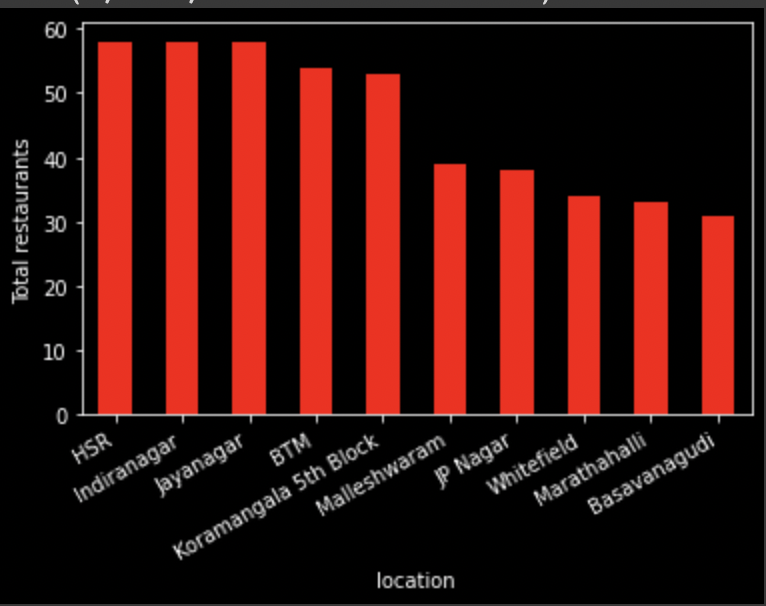 60
50
40
30
20
10
0
Total restaurants
HSR
Indiranagar
Jayanagar
BTM
Koramangala 5th Block
Malleshwaram
JP Nagar
Whitefield
Marathahalli
Basavanagudi
location